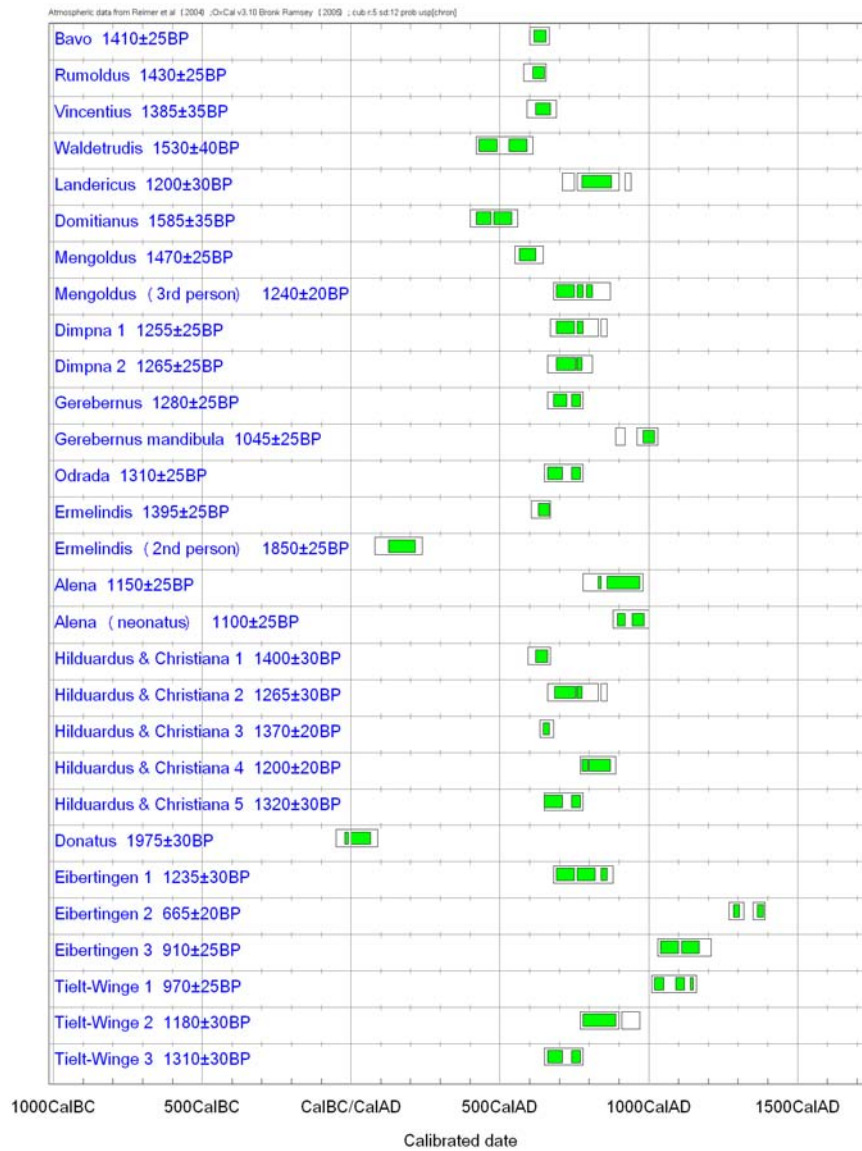 Atmospheric data from Reimer et al (2004) ;OxCal v3.10 Bronk Ramsey (2005) ; cub r:5 sd:12 prob usp[chron]
Bavo 1410±25BP
Rumoldus 1430±25BP
Vincentius 1385±35BP
Waldetrudis 1530±40BP
Landericus 1200±30BP
Domitianus 1585±35BP
Mengoldus 1470±25BP
Mengoldus (3rd person) 1240±20BP
Dimpna 1 1255±25BP
Dimpna 2 1265±25BP
Gerebernus 1280±25BP
Gerebernus mandibula 1045±25BP
Odrada 1310±25BP
Ermelindis 1395±25BP
Ermelindis (2nd person) 1850±25BP
Alena 1150±25BP
Alena (neonatus) 1100±25BP
Hilduardus & Christiana 1 1400±30BP
Hilduardus & Christiana 2 1265±30BP
Hilduardus & Christiana 3 1370±20BP
Hilduardus & Christiana 4 1200±20BP
Hilduardus & Christiana 5 1320±30BP
Donatus 1975±30BP
Eibertingen 1 1235±30BP
Eibertingen 2 665±20BP
Eibertingen 3 910±25BP
Tielt-Winge 1 970±25BP
Tielt-Winge 2 1180±30BP
Tielt-Winge 3 1310±30BP
1000CalBC 500CalBC CalBC/CalAD 500CalAD 1000CalAD 1500CalAD
Calibrated date